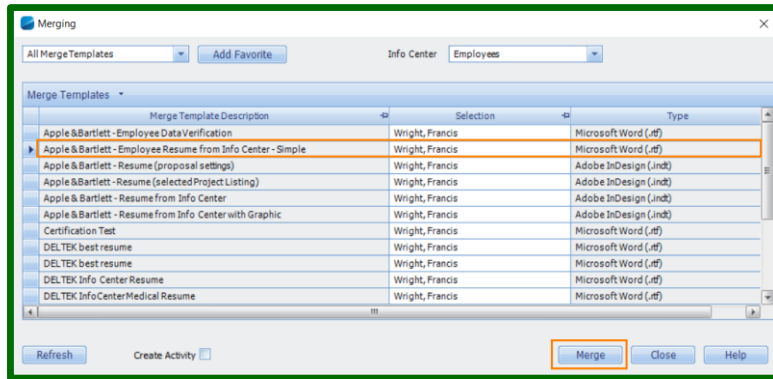 Merging
All Merge Templates Add Favorite Info Center Employees
Merge Templates
Merge Template Description Selection Type
Apple & Bartlett - Employee Data Verification Wright, Francis Microsoft Word (.rtf)
Apple & Bartlett - Employee Resume from Info Center - Simple Wright, Francis Microsoft Word (.rtf)
Apple & Bartlett - Resume (proposal settings) Wright, Francis Adobe InDesign (.indt)
Apple & Bartlett - Resume (selected Project Listing) Wright, Francis Adobe InDesign (.indt)
Apple & Bartlett - Resume from Info Center Wright, Francis Adobe InDesign (.indt)
Apple & Bartlett - Resume from Info Center with Graphic Wright, Francis Adobe InDesign (.indt)
Certification Test Wright, Francis Microsoft Word (.rtf)
DELTEK best resume Wright, Francis Microsoft Word (.rtf)
DELTEK best resume Wright, Francis Microsoft Word (.rtf)
DELTEK Info Center Resume Wright, Francis Microsoft Word (.rtf)
DELTEK InfoCenter Medical Resume Wright, Francis Microsoft Word (.rtf)
Refresh Create Activity Merge Close Help